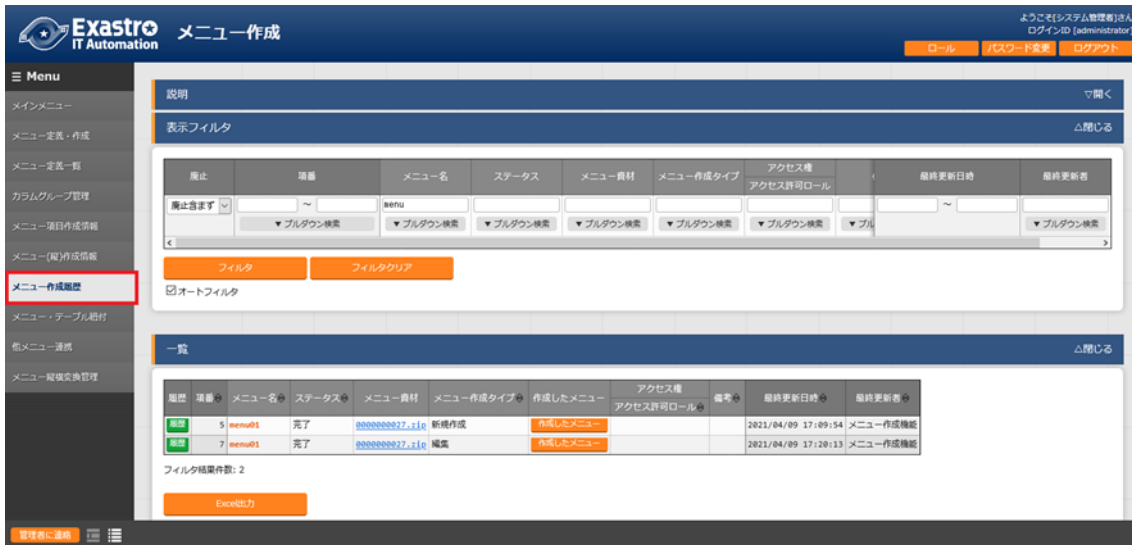 Exastro IT Automation
メニュー作成
ようこそ[システム管理者]さん
ログインID [administrator]
ロール パスワード変更 ログアウト
Menu
メインメニュー
メニュー定義・作成
メニュー定義一覧
カラムグループ管理
メニュー項目作成情報
メニュー(縦)作成情報
メニュー作成履歴
メニュー・テーブル紐付
他メニュー連携
メニュー縦横変換管理
説明 ▽開く
表示フィルタ △閉じる
廃止 項番 メニュー名 ステータス メニュー資材 メニュー作成タイプ アクセス権 最終更新日時 最終更新者
アクセス許可ロール
廃止含まず ～ menu ～
▼プルダウン検索 ▼プルダウン検索 ▼プルダウン検索 ▼プルダウン検索 ▼プルダウン検索 ▼プルダウン検索 ▼プル ▼プルダウン検索
フィルタ フィルタクリア
オートフィルタ
一覧 △閉じる
履歴 項番 メニュー名 ステータス メニュー資材 メニュー作成タイプ 作成したメニュー アクセス権 備考 最終更新日時 最終更新者
アクセス許可ロール
履歴 5 menu01 完了 0000000027.zip 新規作成 作成したメニュー 2021/04/09 17:09:54 メニュー作成機能
履歴 7 menu01 完了 0000000027.zip 編集 作成したメニュー 2021/04/09 17:20:13 メニュー作成機能
フィルタ結果件数: 2
Excel出力
管理者に連絡